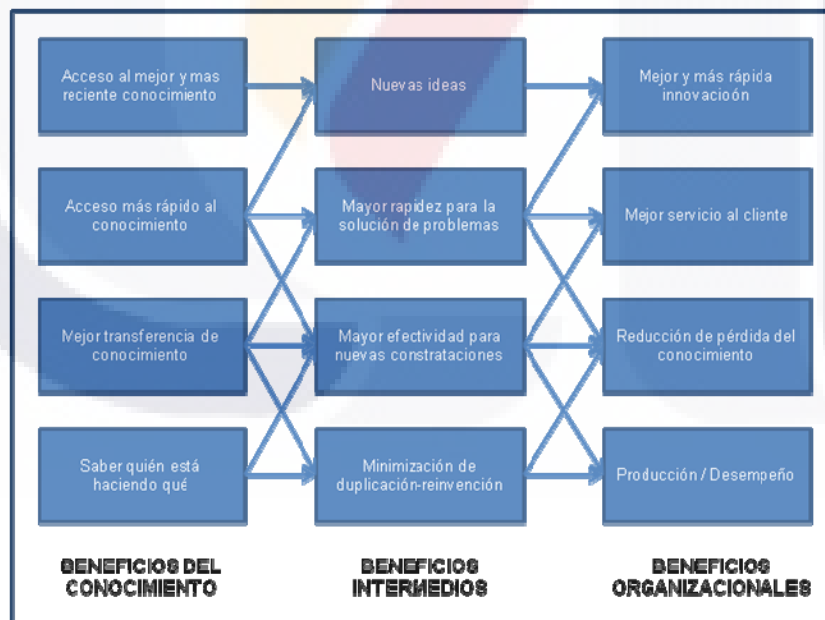 Acceso al mejor y mas
reciente conocimiento
Nuevas ideas
Mejor y más rápida
innovacioón
Acceso más rápido al
conocimiento
Mayor rapidez para la
solución de problemas
Mejor servicio al cliente
Mejor transferencia de
conocimiento
Mayor efectividad para
nuevas constrataciones
Reducción de pérdida del
conocimiento
Saber quién está
haciendo qué
Minimización de
duplicación-reinvención
Producción / Desempeño
BENEFICIOS DEL
CONOCIMIENTO
BENEFICIOS
INTERMEDIOS
BENEFICIOS
ORGANIZACIONALES